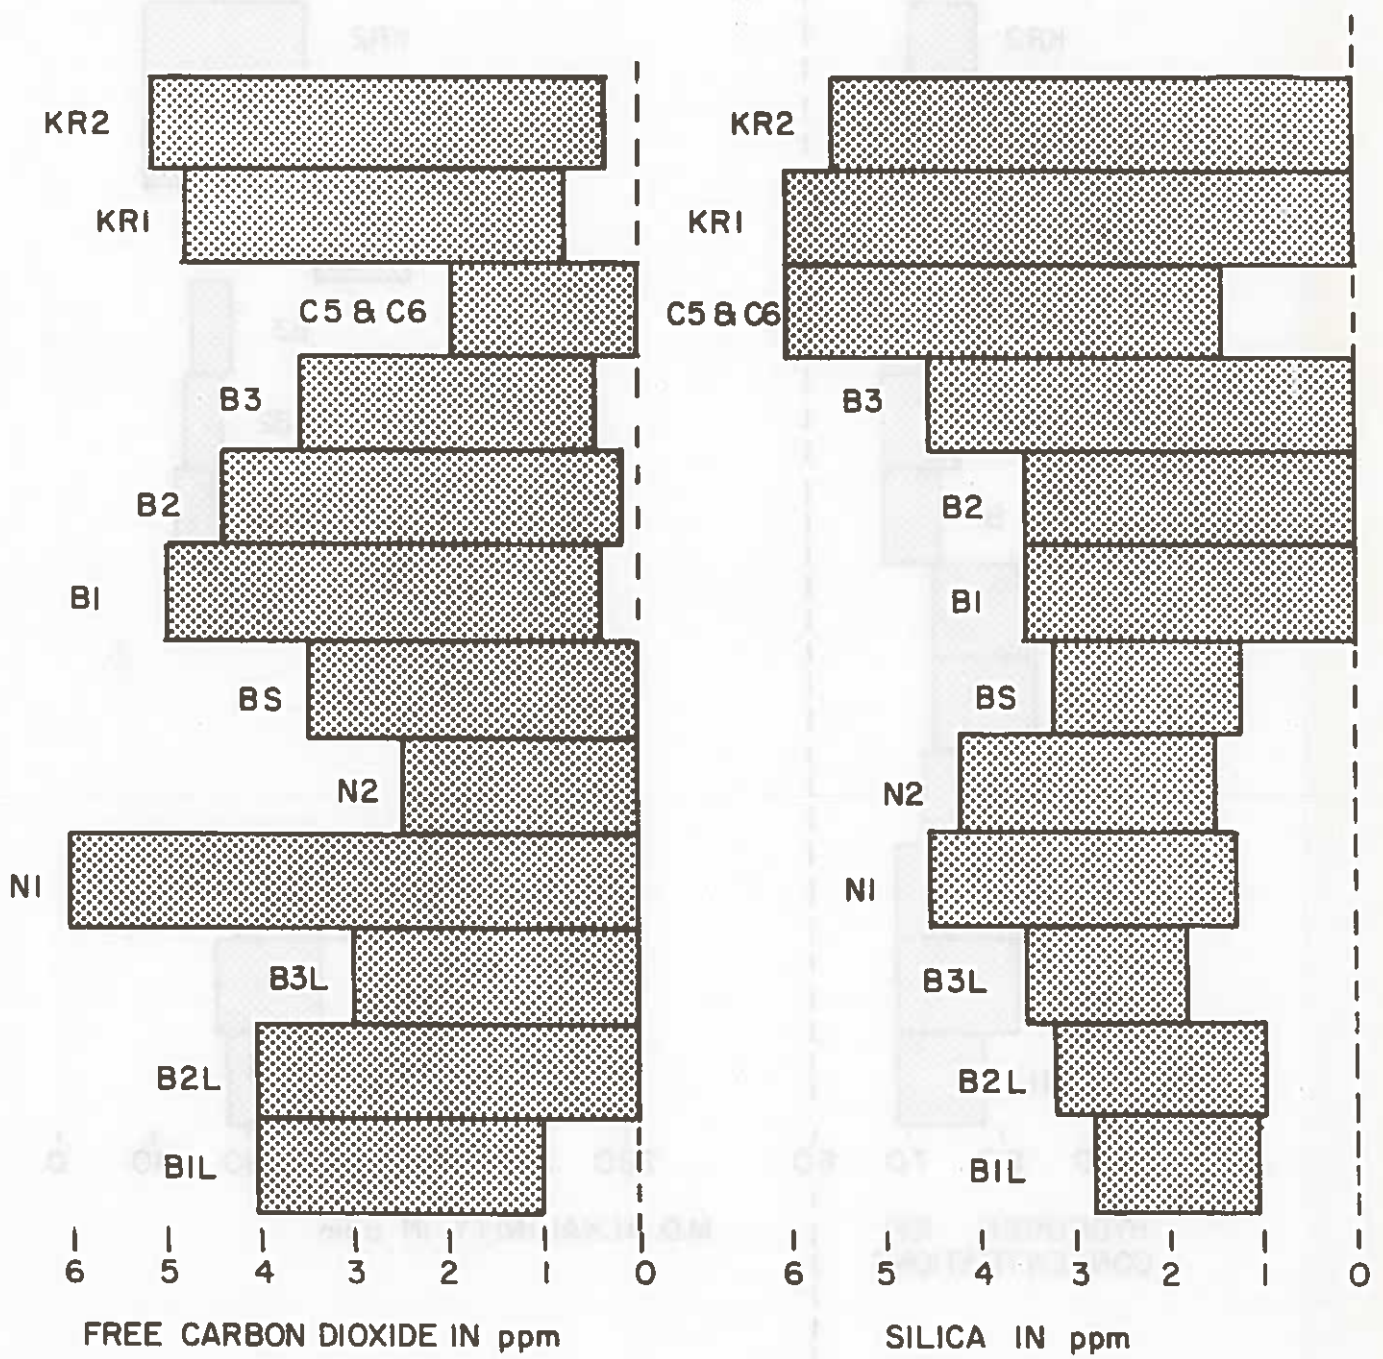 KR2
KR1
C5 & C6
B3
B2
B1
BS
N2
N1
B3L
B2L
B1L
6 5 4 3 2 1 0
FREE CARBON DIOXIDE IN ppm
KR2
KR1
C5 & C6
B3
B2
B1
BS
N2
N1
B3L
B2L
B1L
6 5 4 3 2 1 0
SILICA IN ppm